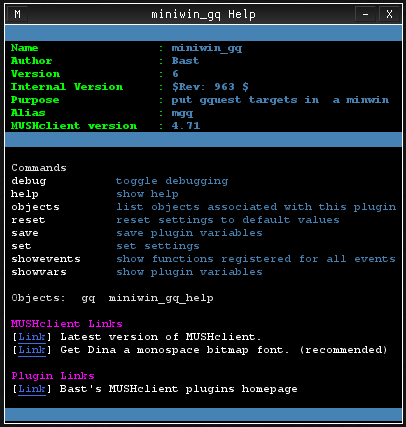 M miniwin_gq Help - X
Name : miniwin_gq
Author : Bast
Version : 6
Internal Version : $Rev: 963 $
Purpose : put gquest targets in a minwin
Alias : mgq
MUSHclient version : 4.71
Commands
debug toggle debugging
help show help
objects list objects associated with this plugin
reset reset settings to default values
save save plugin variables
set set settings
showevents show functions registered for all events
showvars show plugin variables
Objects: gq miniwin_gq_help
MUSHclient Links
[Link] Latest version of MUSHclient.
[Link] Get Dina a monospace bitmap font. (recommended)
Plugin Links
[Link] Bast's MUSHclient plugins homepage